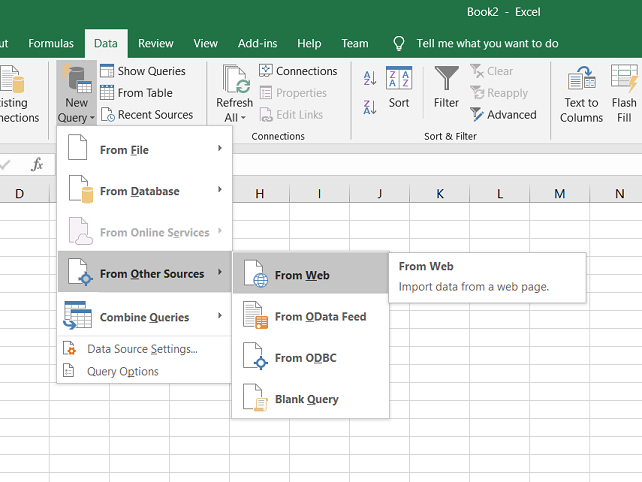 Book2 - Excel
ut Formulas Data Review View Add-ins Help Team Tell me what you want to do
isting
nnections
New
Query
Show Queries
From Table
Recent Sources
Refresh
All
Connections
Properties
Edit Links
Connections
Sort
Filter
Clear
Reapply
Advanced
Sort & Filter
Text to
Columns
Flash
Fill
fx
D H I J K L M N
From File
From Database
From Online Services
From Other Sources
Combine Queries
Data Source Settings...
Query Options
From Web
From OData Feed
From ODBC
Blank Query
From Web
Import data from a web page.